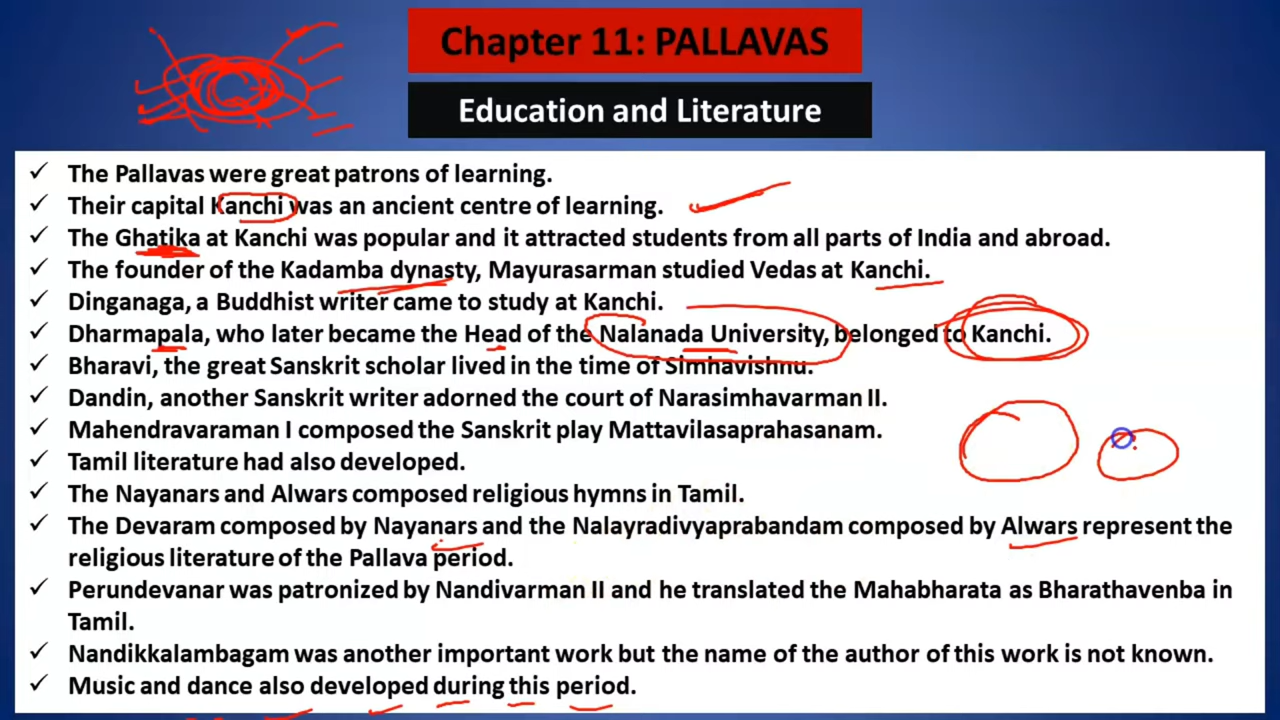 Chapter 11: PALLAVAS
Education and Literature
✓ The Pallavas were great patrons of learning.
✓ Their capital Kanchi was an ancient centre of learning.
✓ The Ghatika at Kanchi was popular and it attracted students from all parts of India and abroad.
✓ The founder of the Kadamba dynasty, Mayurasarman studied Vedas at Kanchi.
✓ Dinganaga, a Buddhist writer came to study at Kanchi.
✓ Dharmapala, who later became the Head of the Nalanada University, belonged to Kanchi.
✓ Bharavi, the great Sanskrit scholar lived in the time of Simhavishnu.
✓ Dandin, another Sanskrit writer adorned the court of Narasimhavarman II.
✓ Mahendravaraman I composed the Sanskrit play Mattavilasaprahasanam.
✓ Tamil literature had also developed.
✓ The Nayanars and Alwars composed religious hymns in Tamil.
✓ The Devaram composed by Nayanars and the Nalayradivyaprabandam composed by Alwars represent the
religious literature of the Pallava period.
✓ Perundevanar was patronized by Nandivarman II and he translated the Mahabharata as Bharathavenba in
Tamil.
✓ Nandikkalambagam was another important work but the name of the author of this work is not known.
✓ Music and dance also developed during this period.